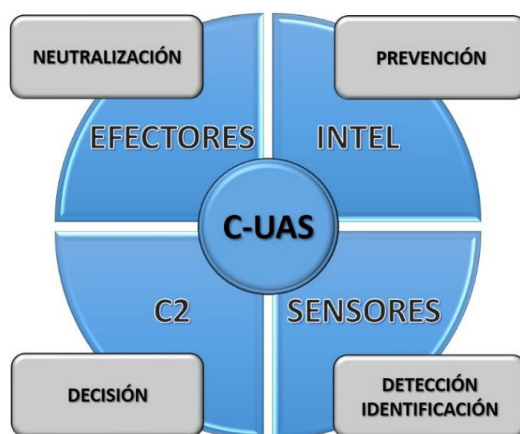 NEUTRALIZACIÓN
PREVENCIÓN
EFECTORES
INTEL
C-UAS
C2
SENSORES
DECISIÓN
DETECCIÓN
IDENTIFICACIÓN